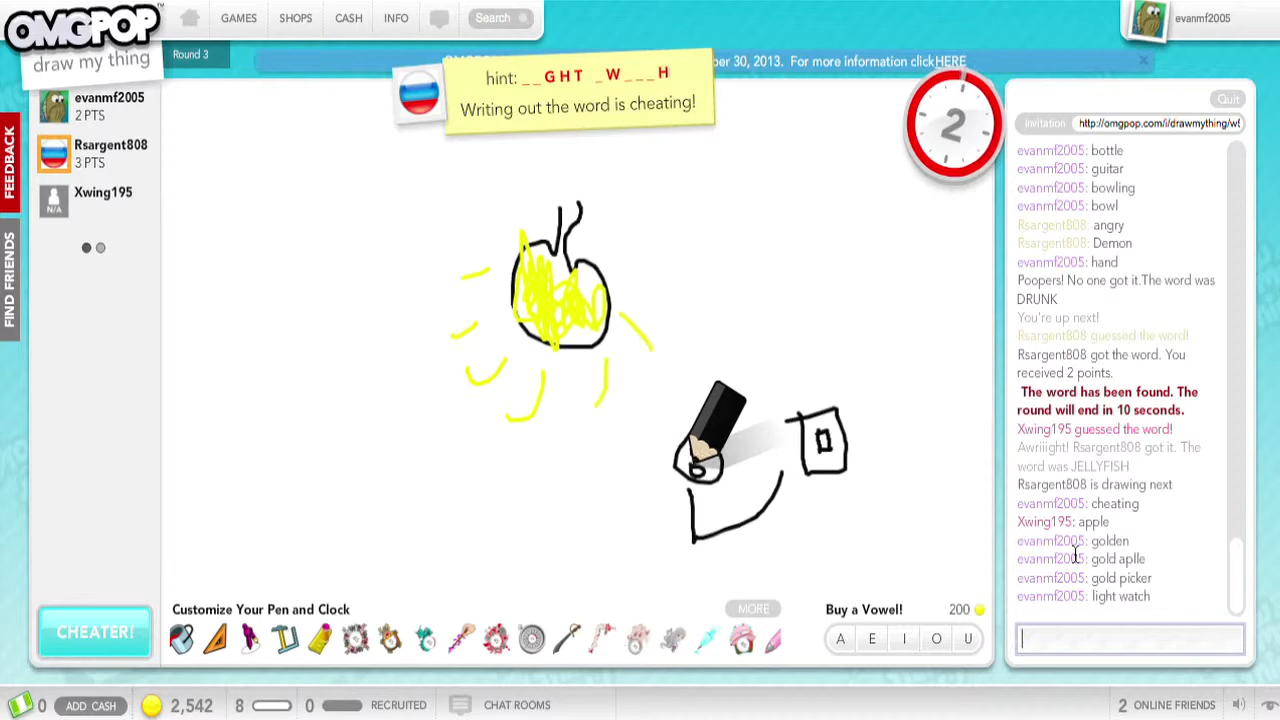 OMGPOP
™
draw my thing
GAMES
SHOPS
CASH
INFO
Search
evanmf2005
Round 3
ber 30, 2013. For more information clickHERE
hint: _ _ G H T _ W _ _ _ H
Writing out the word is cheating!
2
evanmf2005
2 PTS
Rsargent808
3 PTS
N/A
Xwing195
FEEDBACK
FIND FRIENDS
CHEATER!
Quit
invitation
http://omgpop.com/i/drawmything/w
evanmf2005: bottle
evanmf2005: guitar
evanmf2005: bowling
evanmf2005: bowl
Rsargent808: angry
Rsargent808: Demon
evanmf2005: hand
Poopers! No one got it.The word was
DRUNK
You're up next!
Rsargent808 guessed the word!
Rsargent808 got the word. You
received 2 points.
The word has been found. The
round will end in 10 seconds.
Xwing195 guessed the word!
Awriiight! Rsargent808 got it. The
word was JELLYFISH
Rsargent808 is drawing next
evanmf2005: cheating
Xwing195: apple
evanmf2005: golden
evanmf2005: gold aplle
evanmf2005: gold picker
evanmf2005: light watch
Customize Your Pen and Clock
MORE
Buy a Vowel!
200
A E I O U
0
ADD CASH
2,542
8
0
RECRUITED
CHAT ROOMS
2 ONLINE FRIENDS